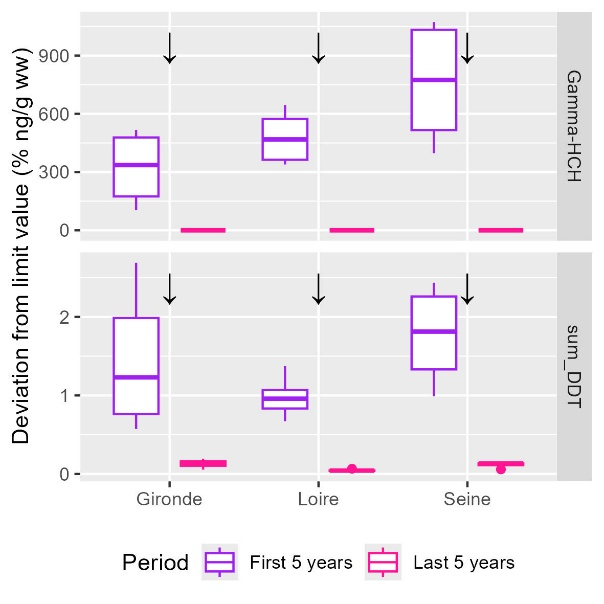 Deviation from limit value (% ng/g ww)
900
600
300
0
Gamma-HCH
2
1
0
sum_DDT
Gironde Loire Seine
Period First 5 years Last 5 years